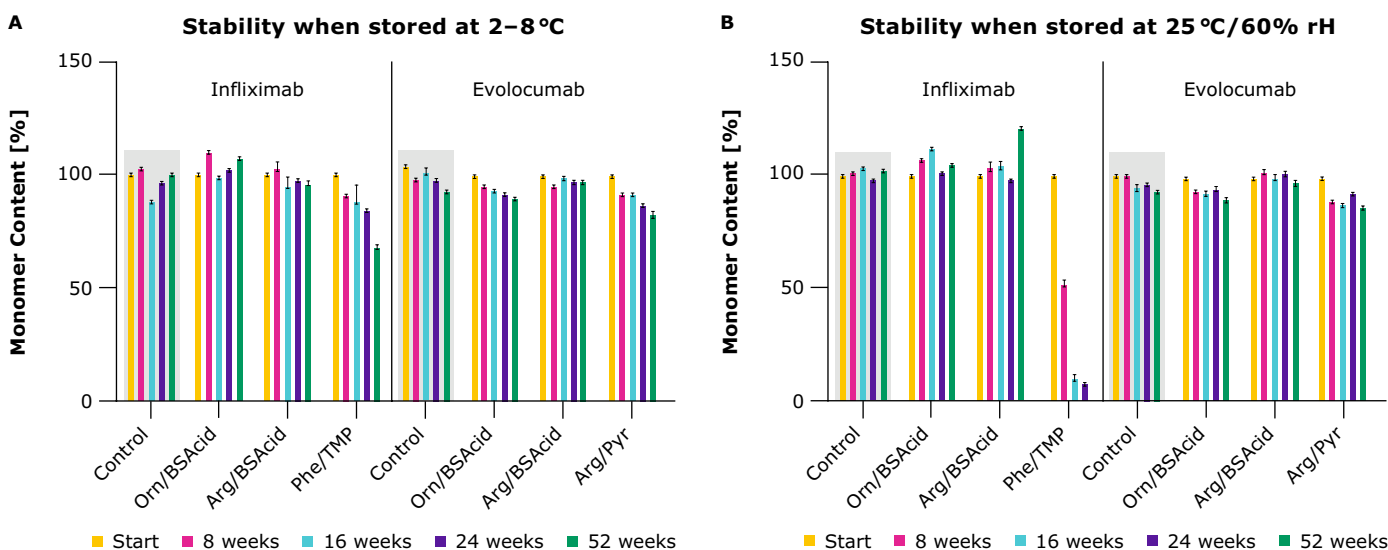 A
Stability when stored at 2–8 °C
Monomer Content [%]
150
100
50
0
Infliximab
Evolocumab
Control
Orn/BSAcid
Arg/BSAcid
Phe/TMP
Control
Orn/BSAcid
Arg/BSAcid
Arg/Pyr
Start 8 weeks 16 weeks 24 weeks 52 weeks
B
Stability when stored at 25 °C/60% rH
Monomer Content [%]
150
100
50
0
Infliximab
Evolocumab
Control
Orn/BSAcid
Arg/BSAcid
Phe/TMP
Control
Orn/BSAcid
Arg/BSAcid
Arg/Pyr
Start 8 weeks 16 weeks 24 weeks 52 weeks